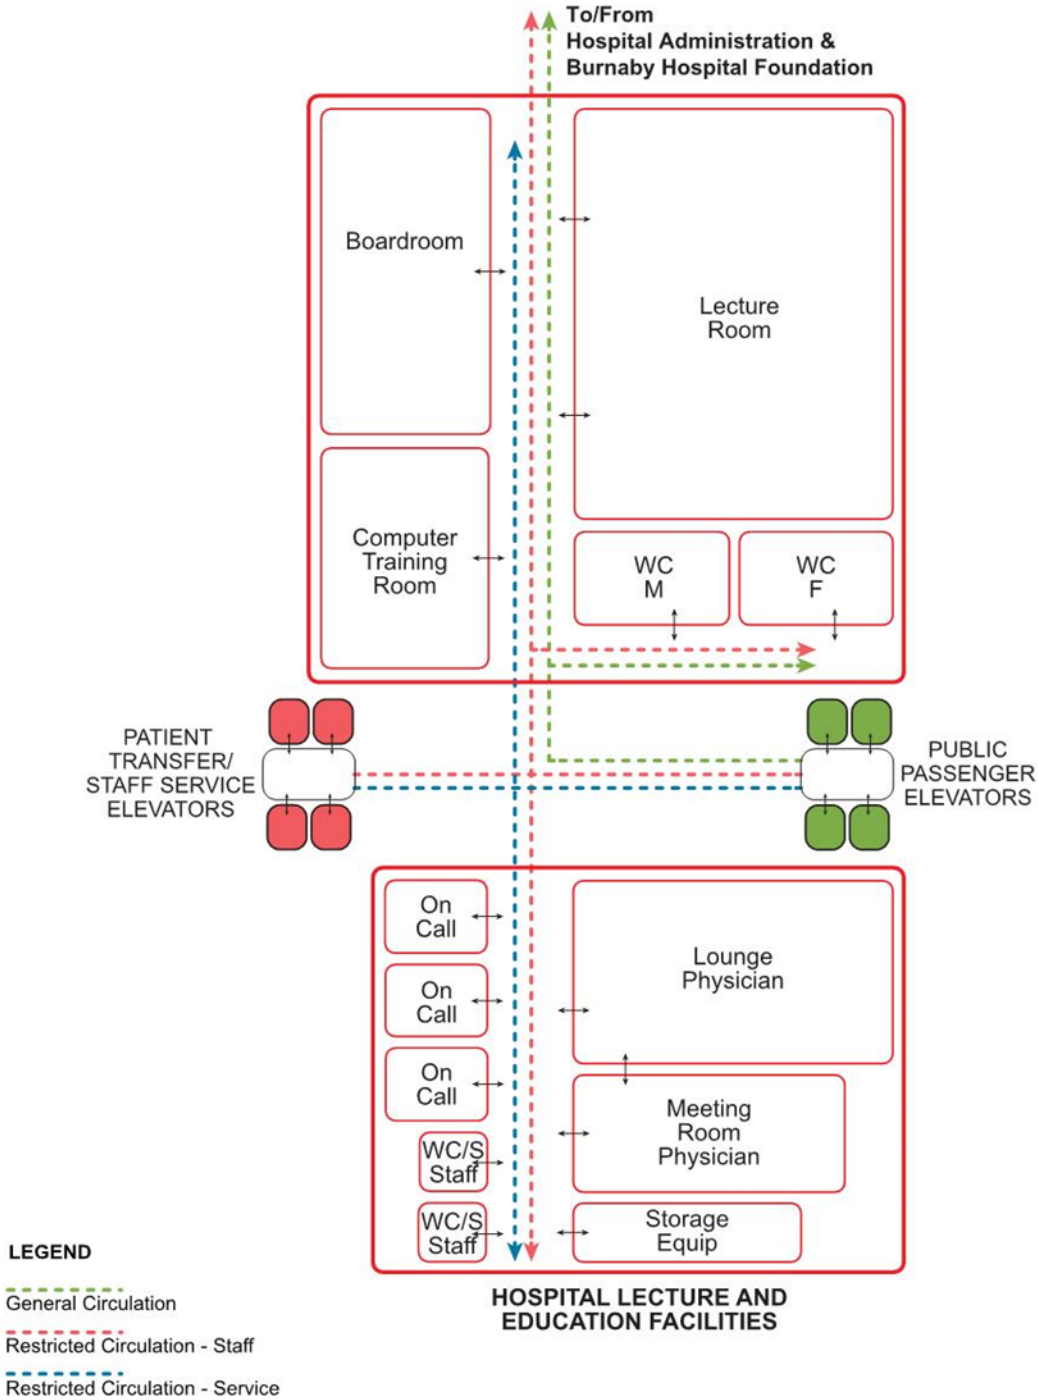 To/From
Hospital Administration &
Burnaby Hospital Foundation
Boardroom
Lecture
Room
Computer
Training
Room
WC
M
WC
F
PATIENT
TRANSFER/
STAFF SERVICE
ELEVATORS
PUBLIC
PASSENGER
ELEVATORS
On
Call
Lounge
Physician
On
Call
On
Call
Meeting
Room
Physician
WC/S
Staff
WC/S
Staff
Storage
Equip
LEGEND
General Circulation
Restricted Circulation - Staff
Restricted Circulation - Service
HOSPITAL LECTURE AND
EDUCATION FACILITIES